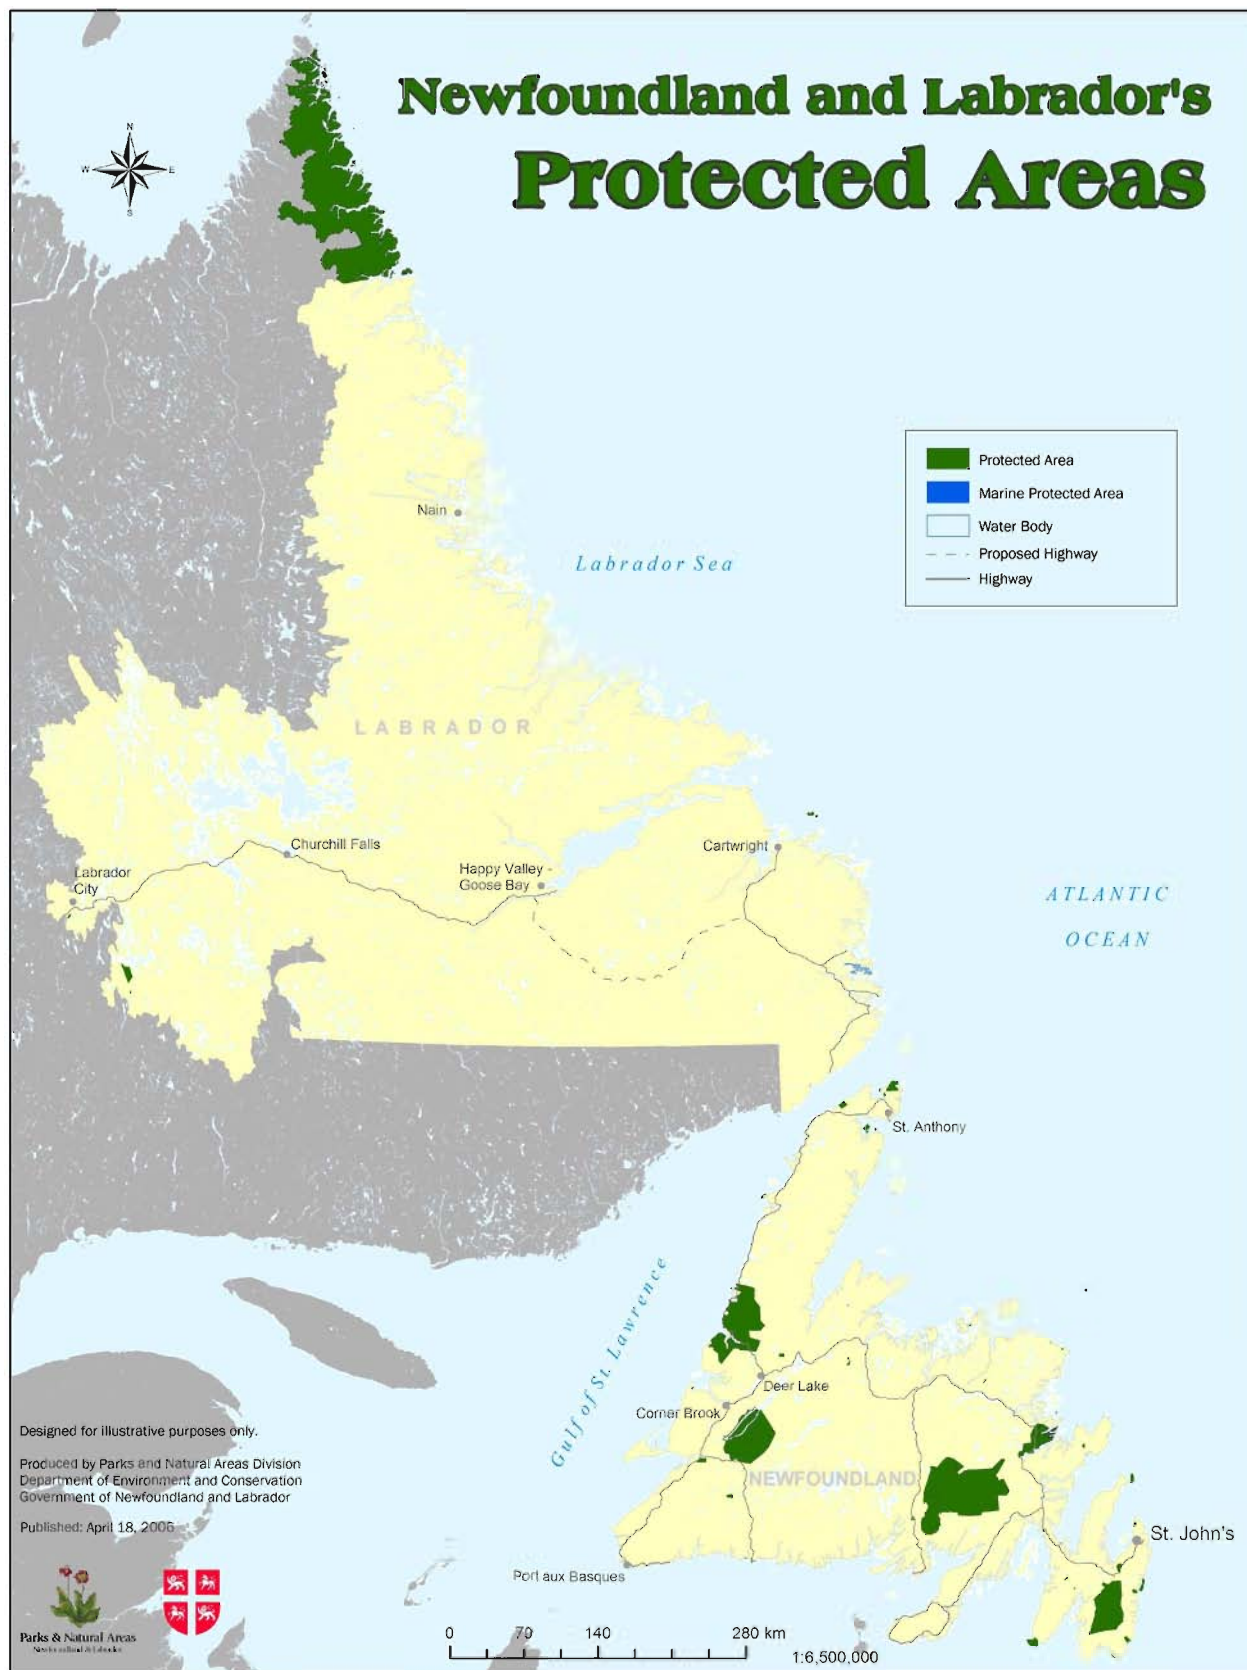 Newfoundland and Labrador's
Protected Areas
N
W
E
S
Protected Area
Marine Protected Area
Water Body
Proposed Highway
Highway
Nain
Labrador Sea
LABRADOR
Churchill Falls
Cartwright
Happy Valley -
Goose Bay
Labrador
City
ATLANTIC
OCEAN
St. Anthony
Gulf of St. Lawrence
Deer Lake
Corner Brook
NEWFOUNDLAND
St. John's
Port aux Basques
Designed for illustrative purposes only.
Produced by Parks and Natural Areas Division
Department of Environment and Conservation
Government of Newfoundland and Labrador
Published: April 18, 2006
Parks & Natural Areas
Newfoundland & Labrador
0 70 140 280 km
1:6,500,000